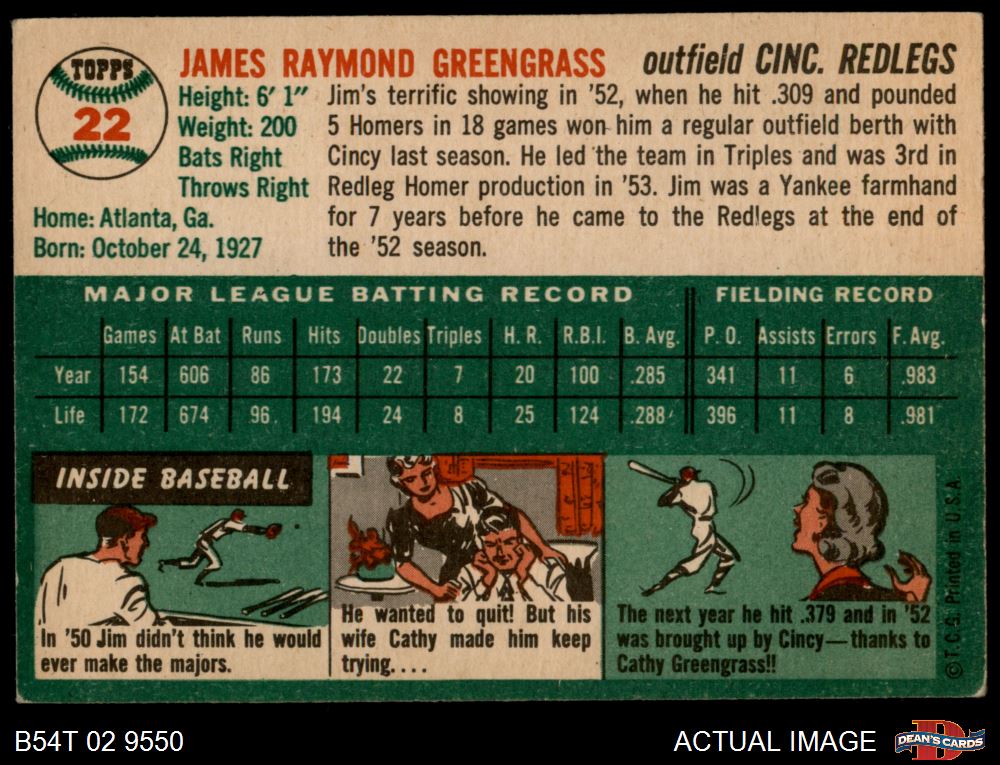 TOPPS
22
JAMES RAYMOND GREENGRASS outfield CINC. REDLEGS
Height: 6' 1"
Weight: 200
Bats Right
Throws Right
Home: Atlanta, Ga.
Born: October 24, 1927
Jim's terrific showing in '52, when he hit .309 and pounded
5 Homers in 18 games won him a regular outfield berth with
Cincy last season. He led the team in Triples and was 3rd in
Redleg Homer production in '53. Jim was a Yankee farmhand
for 7 years before he came to the Redlegs at the end of
the '52 season.
MAJOR LEAGUE BATTING RECORD FIELDING RECORD
Games At Bat Runs Hits Doubles Triples H. R. R.B.I. B. Avg. P. O. Assists Errors F. Avg.
Year 154 606 86 173 22 7 20 100 .285 341 11 6 .983
Life 172 674 96 194 24 8 25 124 .288 396 11 8 .981
INSIDE BASEBALL
In '50 Jim didn't think he would
ever make the majors.
He wanted to quit! But his
wife Cathy made him keep
trying....
The next year he hit .379 and in '52
was brought up by Cincy—thanks to
Cathy Greengrass!!
© T.C.G. Printed in U.S.A.
B54T 02 9550
ACTUAL IMAGE
DEAN'S CARDS